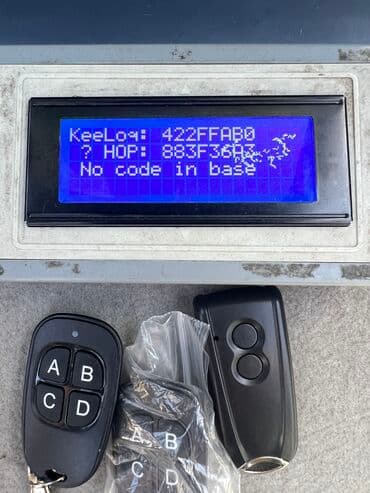 KeeLoq: 422FFAB0
? HOP: 883F36A3
No code in base
A B
C D
A B
C D